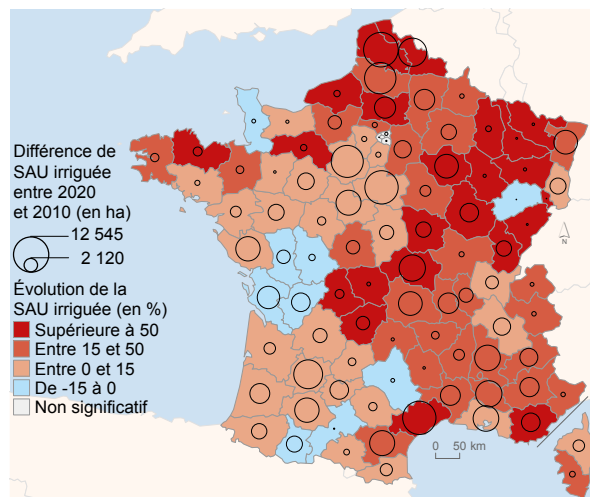 Différence de
SAU irriguée
entre 2020
et 2010 (en ha)
12 545
2 120
Évolution de la
SAU irriguée (en %)
Supérieure à 50
Entre 15 et 50
Entre 0 et 15
De -15 à 0
Non significatif
N
0 50 km